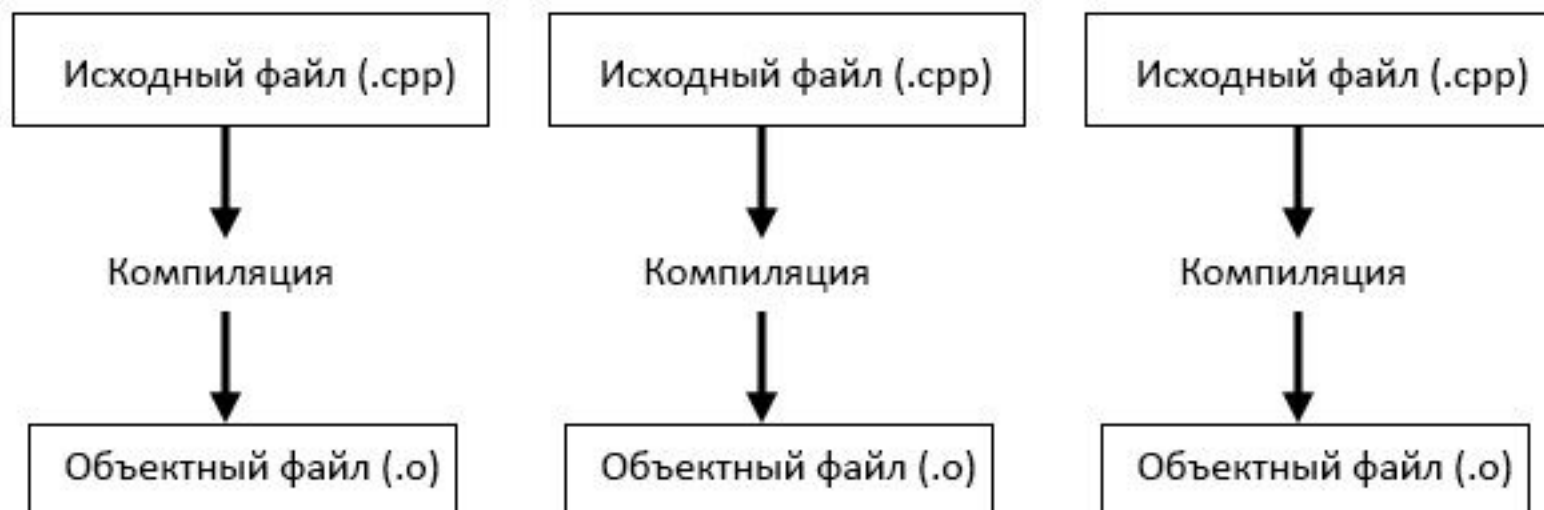 Исходный файл (.cpp) Исходный файл (.cpp) Исходный файл (.cpp)
Компиляция Компиляция Компиляция
Объектный файл (.o) Объектный файл (.o) Объектный файл (.o)